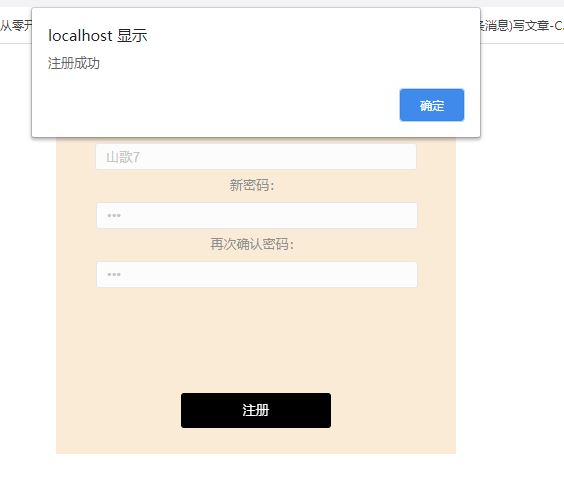 从零开
条消息)写文章-C
localhost 显示
注册成功
确定
山歌7
新密码：
•••
再次确认密码：
•••
注册